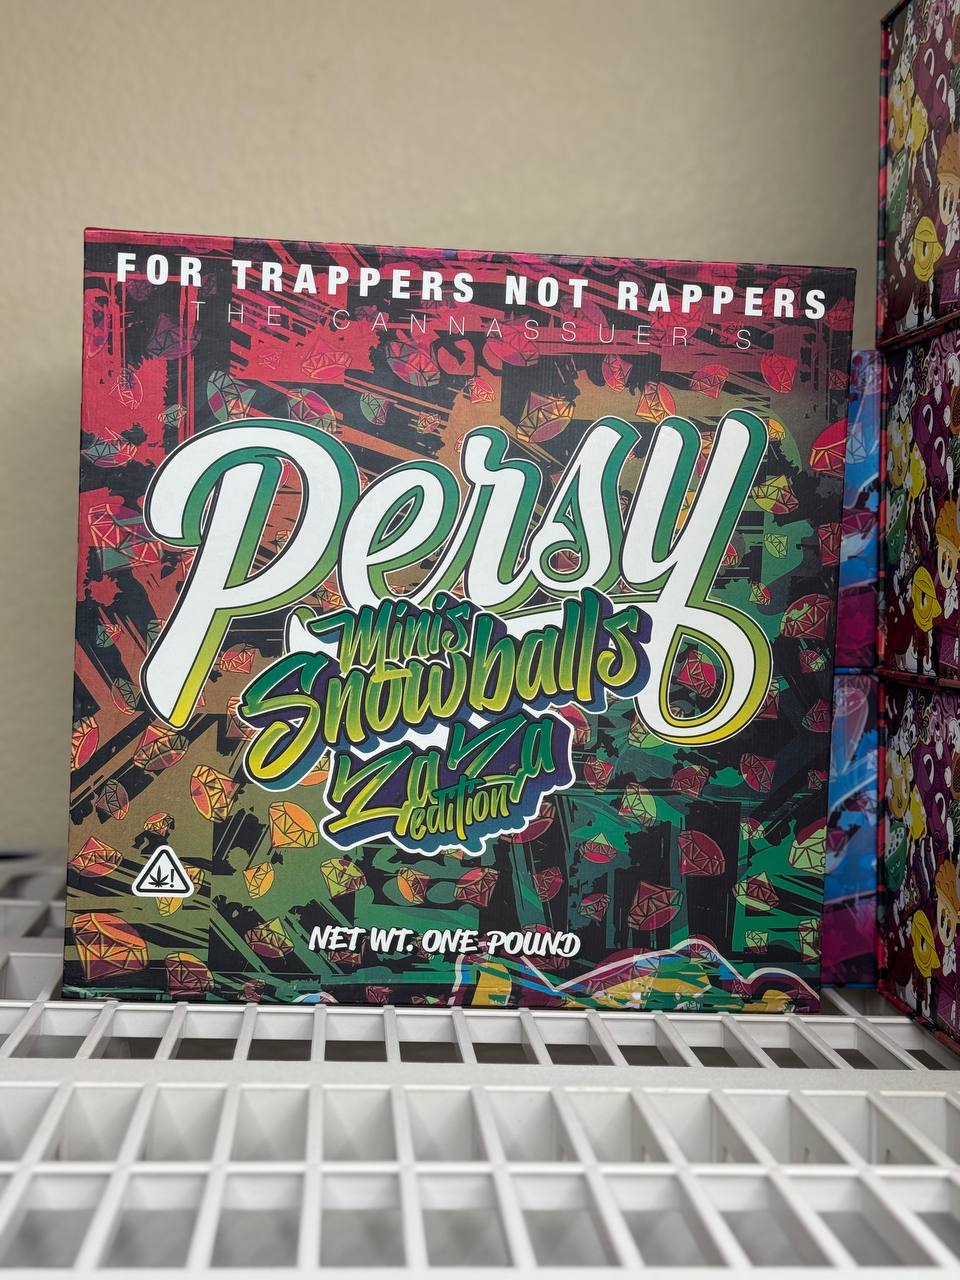 FOR TRAPPERS NOT RAPPERS
THE CANNASSUER'S
Persy
Minis
Snowballs
ZaZa
edition
!
NET WT. ONE POUND